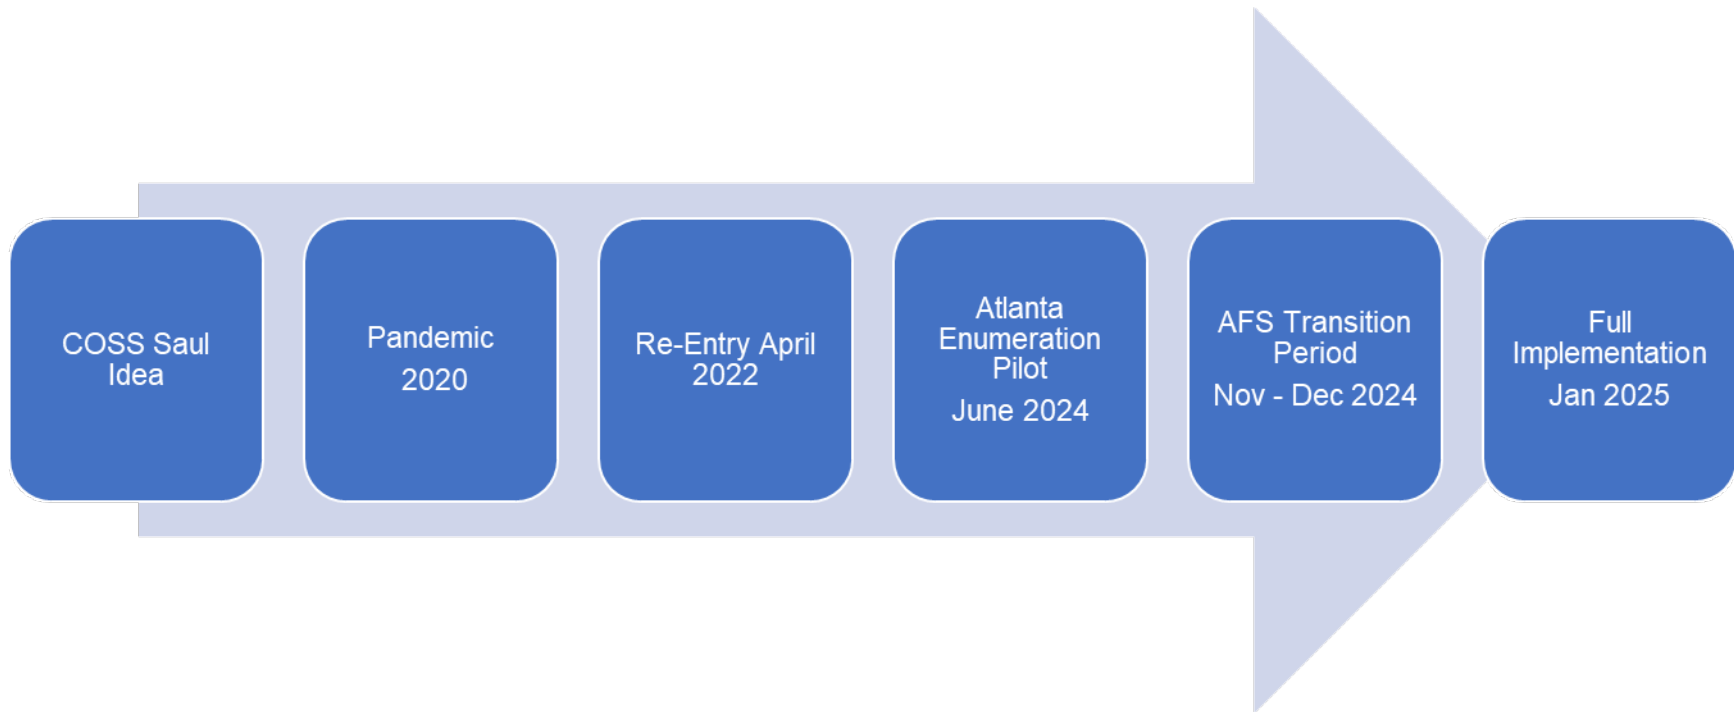 COSS Saul
Idea
Pandemic
2020
Re-Entry April
2022
Atlanta
Enumeration
Pilot
June 2024
AFS Transition
Period
Nov - Dec 2024
Full
Implementation
Jan 2025